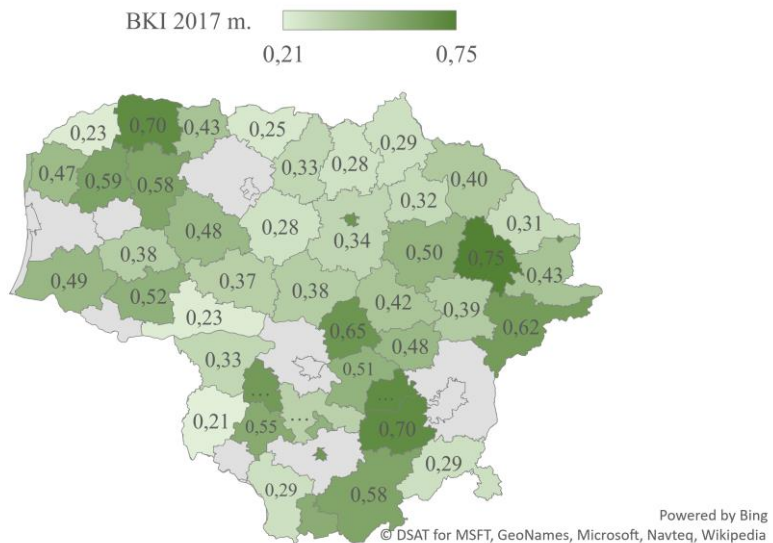 BKI 2017 m.
0,21 0,75
0,23 0,70 0,43 0,25 0,29
0,47 0,59 0,58 0,33 0,28 0,40
0,32 0,31
0,38 0,48 0,28 0,34 0,50 0,75 0,43
0,49 0,52 0,37 0,38 0,42 0,39 0,62
0,23 0,65 0,48
0,33 0,51
... ...
0,21 0,55 ... 0,70
0,29 0,58 0,29
Powered by Bing
© DSAT for MSFT, GeoNames, Microsoft, Navteq, Wikipedia